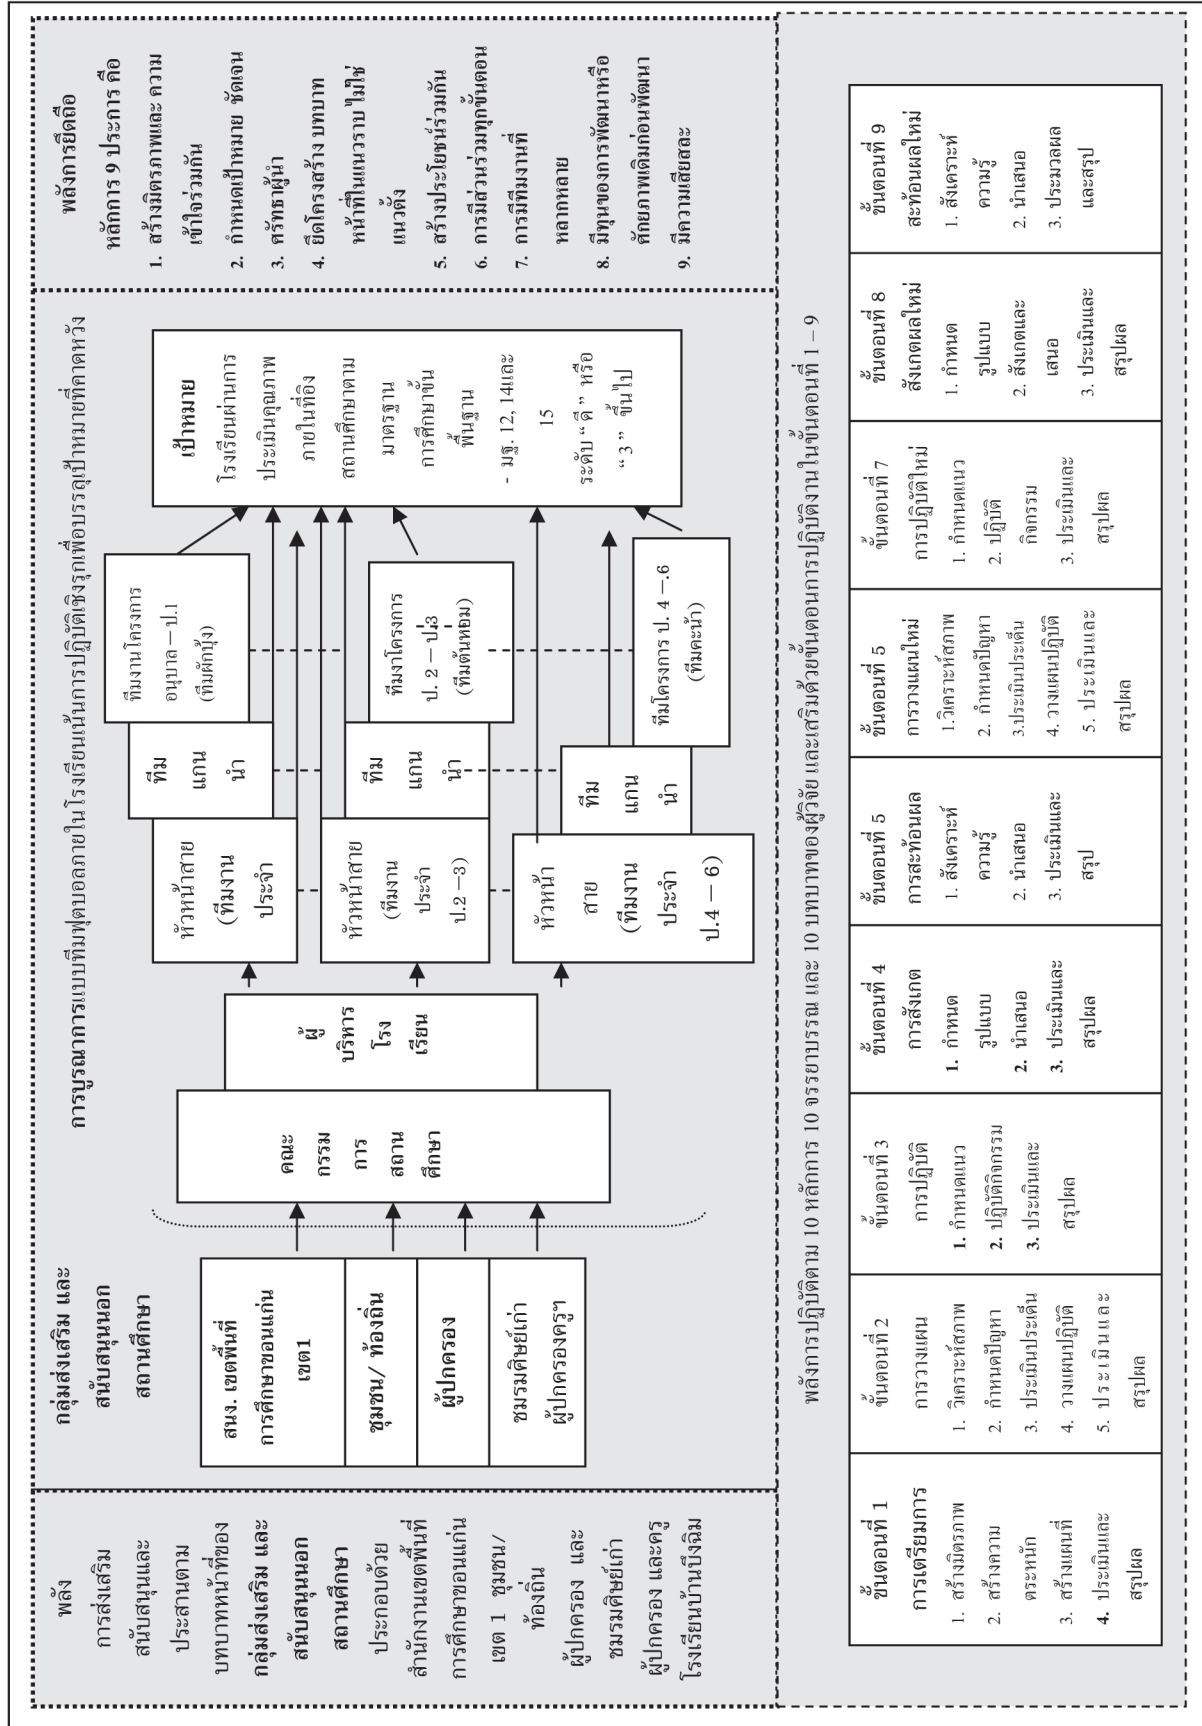 พลัง
การส่งเสริม
สนับสนุนและ
ประสานตาม
บทบาทหน้าที่ของ
กลุ่มส่งเสริม และ
สนับสนุนนอก
สถานศึกษา
ประกอบด้วย
สำนักงานเขตพื้นที่
การศึกษาขอนแก่น
เขต 1 ชุมชน/
ท้องถิ่น
ผู้ปกครอง และ
ชมรมศิษย์เก่า
ผู้ปกครอง และครู
โรงเรียนบ้านบึงฉิม
การบูรณาการแบบทีมฟุตบอลภายในโรงเรียนเน้นการปฏิบัติเชิงรุกเพื่อบรรลุเป้าหมายที่คาดหวัง
กลุ่มส่งเสริม และ
สนับสนุนนอก
สถานศึกษา
สนง. เขตพื้นที่
การศึกษาขอนแก่น
เขต1
ชุมชน/ ท้องถิ่น
ผู้ปกครอง
ชมรมศิษย์เก่า
ผู้ปกครองครูฯ
คณะ
กรรม
การ
สถาน
ศึกษา
ผู้
บริหาร
โรง
เรียน
หัวหน้าสาย
(ทีมงาน
ประจำ
หัวหน้าสาย
(ทีมงาน
ประจำ
ป.2 –3)
หัวหน้า
สาย
(ทีมงาน
ประจำ
ป.4 – 6)
ทีม
แกน
นำ
ทีม
แกน
นำ
ทีม
แกน
นำ
ทีมงานโครงการ
อนุบาล – ป.1
(ทีมผักบุ้ง)
ทีมงาโครงการ
ป. 2 – ป.3
(ทีมต้นหอม)
ทีมโครงการ ป. 4 –.6
(ทีมคะน้า)
เป้าหมาย
โรงเรียนผ่านการ
ประเมินคุณภาพ
ภายในที่อิง
สถานศึกษาตาม
มาตรฐาน
การศึกษาขั้น
พื้นฐาน
- มฐ. 12, 14และ
15
ระดับ “ ดี ” หรือ
“ 3 ” ขึ้นไป
พลังการยึดถือ
หลักการ 9 ประการ คือ
1. สร้างมิตรภาพและ ความ
เข้าใจร่วมกัน
2. กำหนดเป้าหมาย ชัดเจน
3. ศรัทธาผู้นำ
4. ยึดโครงสร้าง บทบาท
หน้าที่ในแนวราบ ไม่ใช่
แนวดิ่ง
5. สร้างประโยชน์ร่วมกัน
6. การมีส่วนร่วมทุกขั้นตอน
7. การมีทีมงานที่
หลากหลาย
8. มีทุนของการพัฒนาหรือ
ศักยภาพเดิมก่อนพัฒนา
9. มีความเสียสละ
พลังการปฏิบัติตาม 10 หลักการ 10 จรรยาบรรณ และ 10 บทบาทของผู้วิจัย และเสริมด้วยขั้นตอนการปฏิบัติงานในขั้นตอนที่ 1 – 9
ขั้นตอนที่ 1
การเตรียมการ
1. สร้างมิตรภาพ
2. สร้างความ
ตระหนัก
3. สร้างแผนที่
4. ประเมินและ
สรุปผล
ขั้นตอนที่ 2
การวางแผน
1. วิเคราะห์สภาพ
2. กำหนดปัญหา
3. ประเมินประเด็น
4. วางแผนปฏิบัติ
5. ประเมินและ
สรุปผล
ขั้นตอนที่ 3
การปฏิบัติ
1. กำหนดแนว
2. ปฏิบัติกิจกรรม
3. ประเมินและ
สรุปผล
ขั้นตอนที่ 4
การสังเกต
1. กำหนด
รูปแบบ
2. นำเสนอ
3. ประเมินและ
สรุปผล
ขั้นตอนที่ 5
การสะท้อนผล
1. สังเคราะห์
ความรู้
2. นำเสนอ
3. ประเมินและ
สรุป
ขั้นตอนที่ 5
การวางแผนใหม่
1.วิเคราะห์สภาพ
2. กำหนดปัญหา
3.ประเมินประเด็น
4. วางแผนปฏิบัติ
5. ประเมินและ
สรุปผล
ขั้นตอนที่ 7
การปฏิบัติใหม่
1. กำหนดแนว
2. ปฏิบัติ
กิจกรรม
3. ประเมินและ
สรุปผล
ขั้นตอนที่ 8
สังเกตผลใหม่
1. กำหนด
รูปแบบ
2. สังเกตและ
เสนอ
3. ประเมินและ
สรุปผล
ขั้นตอนที่ 9
สะท้อนผลใหม่
1. สังเคราะห์
ความรู้
2. นำเสนอ
3. ประมวลผล
และสรุป